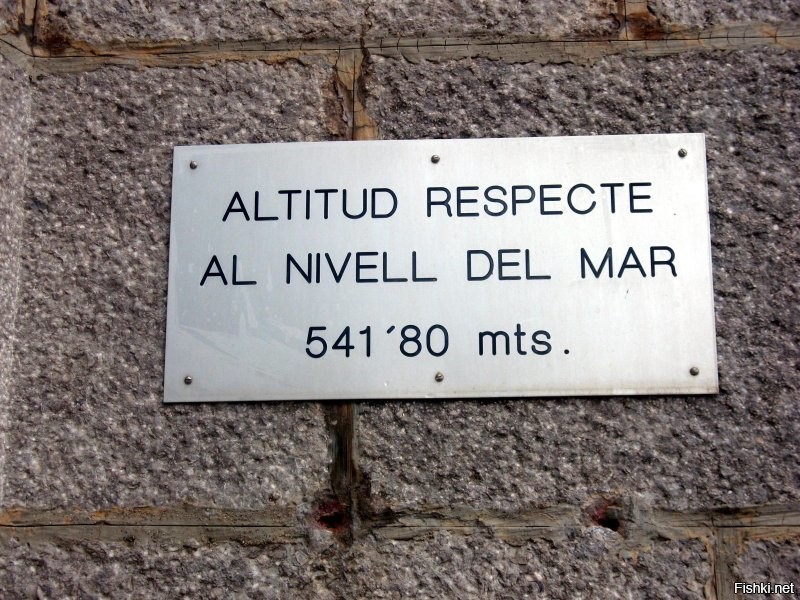 ALTITUD RESPECTE
AL NIVELL DEL MAR
541´80 mts.
Fishki.net